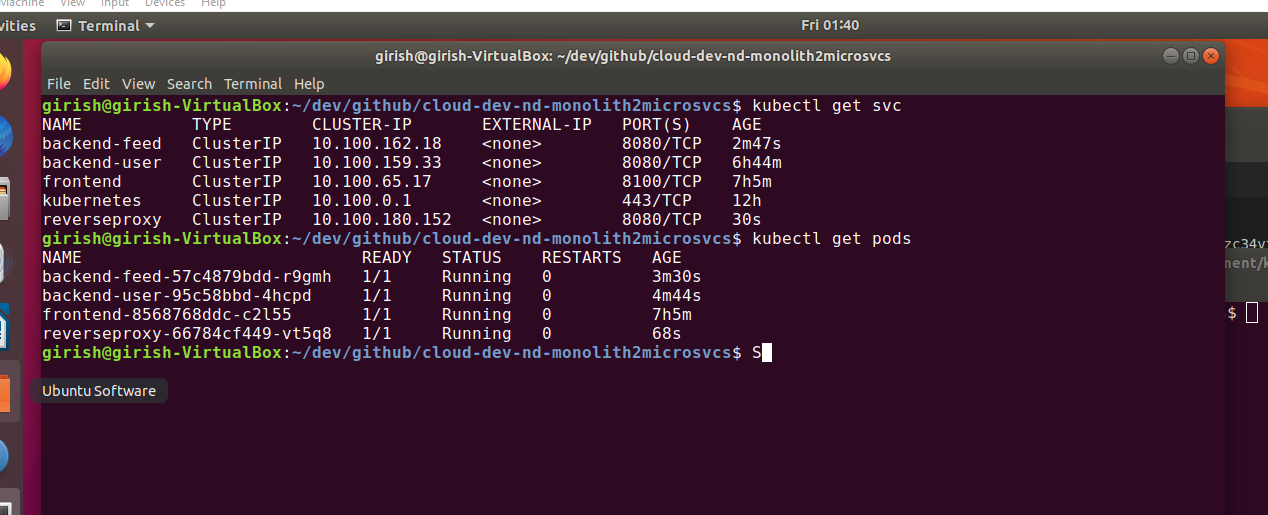 Machine View Input Devices Help
vities Terminal Fri 01:40
girish@girish-VirtualBox: ~/dev/github/cloud-dev-nd-monolith2microsvcs
File Edit View Search Terminal Help
girish@girish-VirtualBox:~/dev/github/cloud-dev-nd-monolith2microsvcs$ kubectl get svc
NAME TYPE CLUSTER-IP EXTERNAL-IP PORT(S) AGE
backend-feed ClusterIP 10.100.162.18 <none> 8080/TCP 2m47s
backend-user ClusterIP 10.100.159.33 <none> 8080/TCP 6h44m
frontend ClusterIP 10.100.65.17 <none> 8100/TCP 7h5m
kubernetes ClusterIP 10.100.0.1 <none> 443/TCP 12h
reverseproxy ClusterIP 10.100.180.152 <none> 8080/TCP 30s
girish@girish-VirtualBox:~/dev/github/cloud-dev-nd-monolith2microsvcs$ kubectl get pods
NAME READY STATUS RESTARTS AGE
backend-feed-57c4879bdd-r9gmh 1/1 Running 0 3m30s
backend-user-95c58bbd-4hcpd 1/1 Running 0 4m44s
frontend-8568768ddc-c2l55 1/1 Running 0 7h5m
reverseproxy-66784cf449-vt5q8 1/1 Running 0 68s
girish@girish-VirtualBox:~/dev/github/cloud-dev-nd-monolith2microsvcs$ S
Ubuntu Software
$